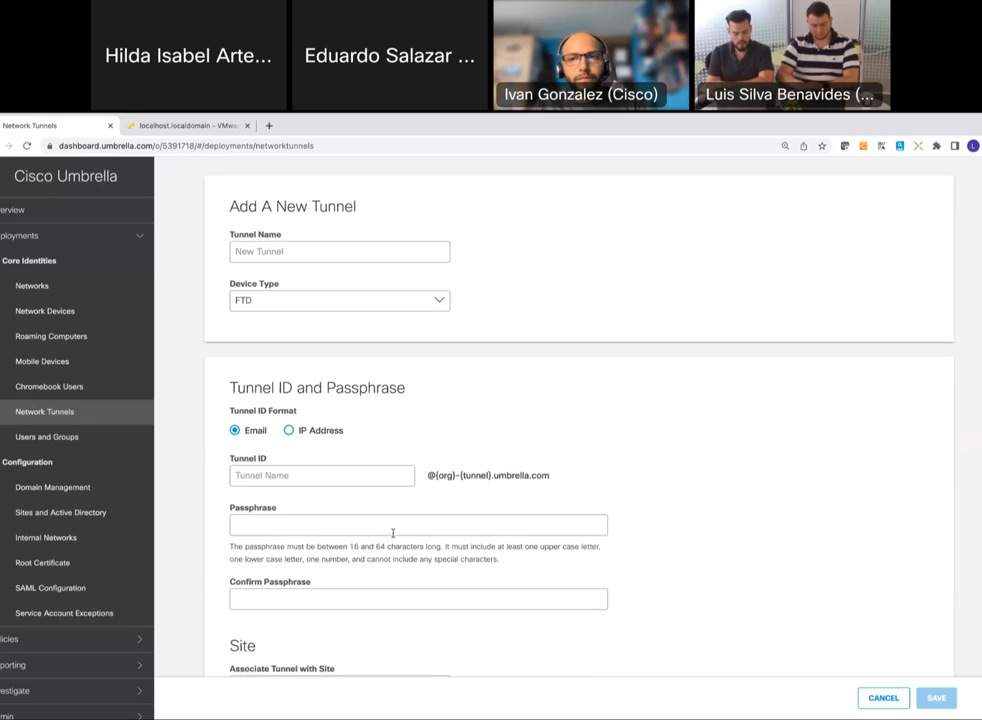 Hilda Isabel Arte...
Eduardo Salazar ...
Ivan Gonzalez (Cisco)
Luis Silva Benavides (...
Network Tunnels
localhost.localdomain - VMwa
dashboard.umbrella.com/o/5391718/#/deployments/networktunnels
L
Cisco Umbrella
erview
ployments
Core Identities
Networks
Network Devices
Roaming Computers
Mobile Devices
Chromebook Users
Network Tunnels
Users and Groups
Configuration
Domain Management
Sites and Active Directory
Internal Networks
Root Certificate
SAML Configuration
Service Account Exceptions
licies
porting
estigate
min
Add A New Tunnel
Tunnel Name
New Tunnel
Device Type
FTD
Tunnel ID and Passphrase
Tunnel ID Format
Email
IP Address
Tunnel ID
Tunnel Name
@{org}-{tunnel}.umbrella.com
Passphrase
The passphrase must be between 16 and 64 characters long. It must include at least one upper case letter,
one lower case letter, one number, and cannot include any special characters.
Confirm Passphrase
Site
Associate Tunnel with Site
CANCEL
SAVE